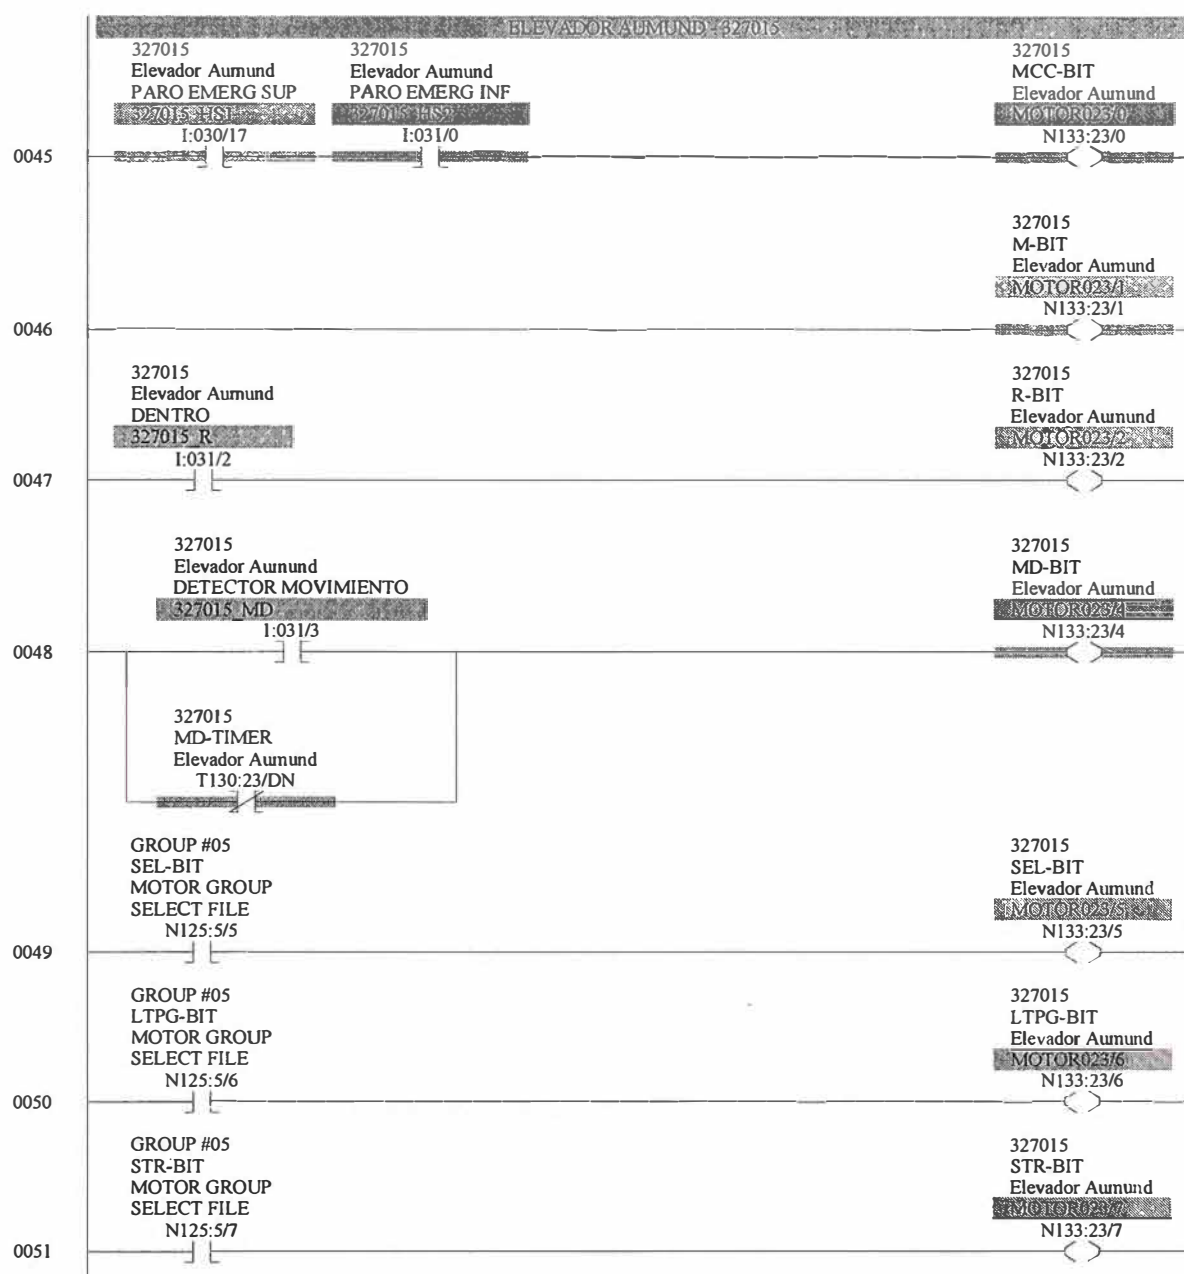 ELEVADOR AUMUND - 327015
327015
Elevador Aumund
PARO EMERG SUP
327015_HS1
I:030/17
327015
Elevador Aumund
PARO EMERG INF
327015_HS2
I:031/0
327015
MCC-BIT
Elevador Aumund
MOTOR023/0
N133:23/0
0045
327015
M-BIT
Elevador Aumund
MOTOR023/1
N133:23/1
0046
327015
Elevador Aumund
DENTRO
327015_R
I:031/2
327015
R-BIT
Elevador Aumund
MOTOR023/2
N133:23/2
0047
327015
Elevador Aumund
DETECTOR MOVIMIENTO
327015_MD
I:031/3
327015
MD-BIT
Elevador Aumund
MOTOR023/4
N133:23/4
0048
327015
MD-TIMER
Elevador Aumund
T130:23/DN
GROUP #05
SEL-BIT
MOTOR GROUP
SELECT FILE
N125:5/5
327015
SEL-BIT
Elevador Aumund
MOTOR023/5
N133:23/5
0049
GROUP #05
LTPG-BIT
MOTOR GROUP
SELECT FILE
N125:5/6
327015
LTPG-BIT
Elevador Aumund
MOTOR023/6
N133:23/6
0050
GROUP #05
STR-BIT
MOTOR GROUP
SELECT FILE
N125:5/7
327015
STR-BIT
Elevador Aumund
MOTOR023/7
N133:23/7
0051